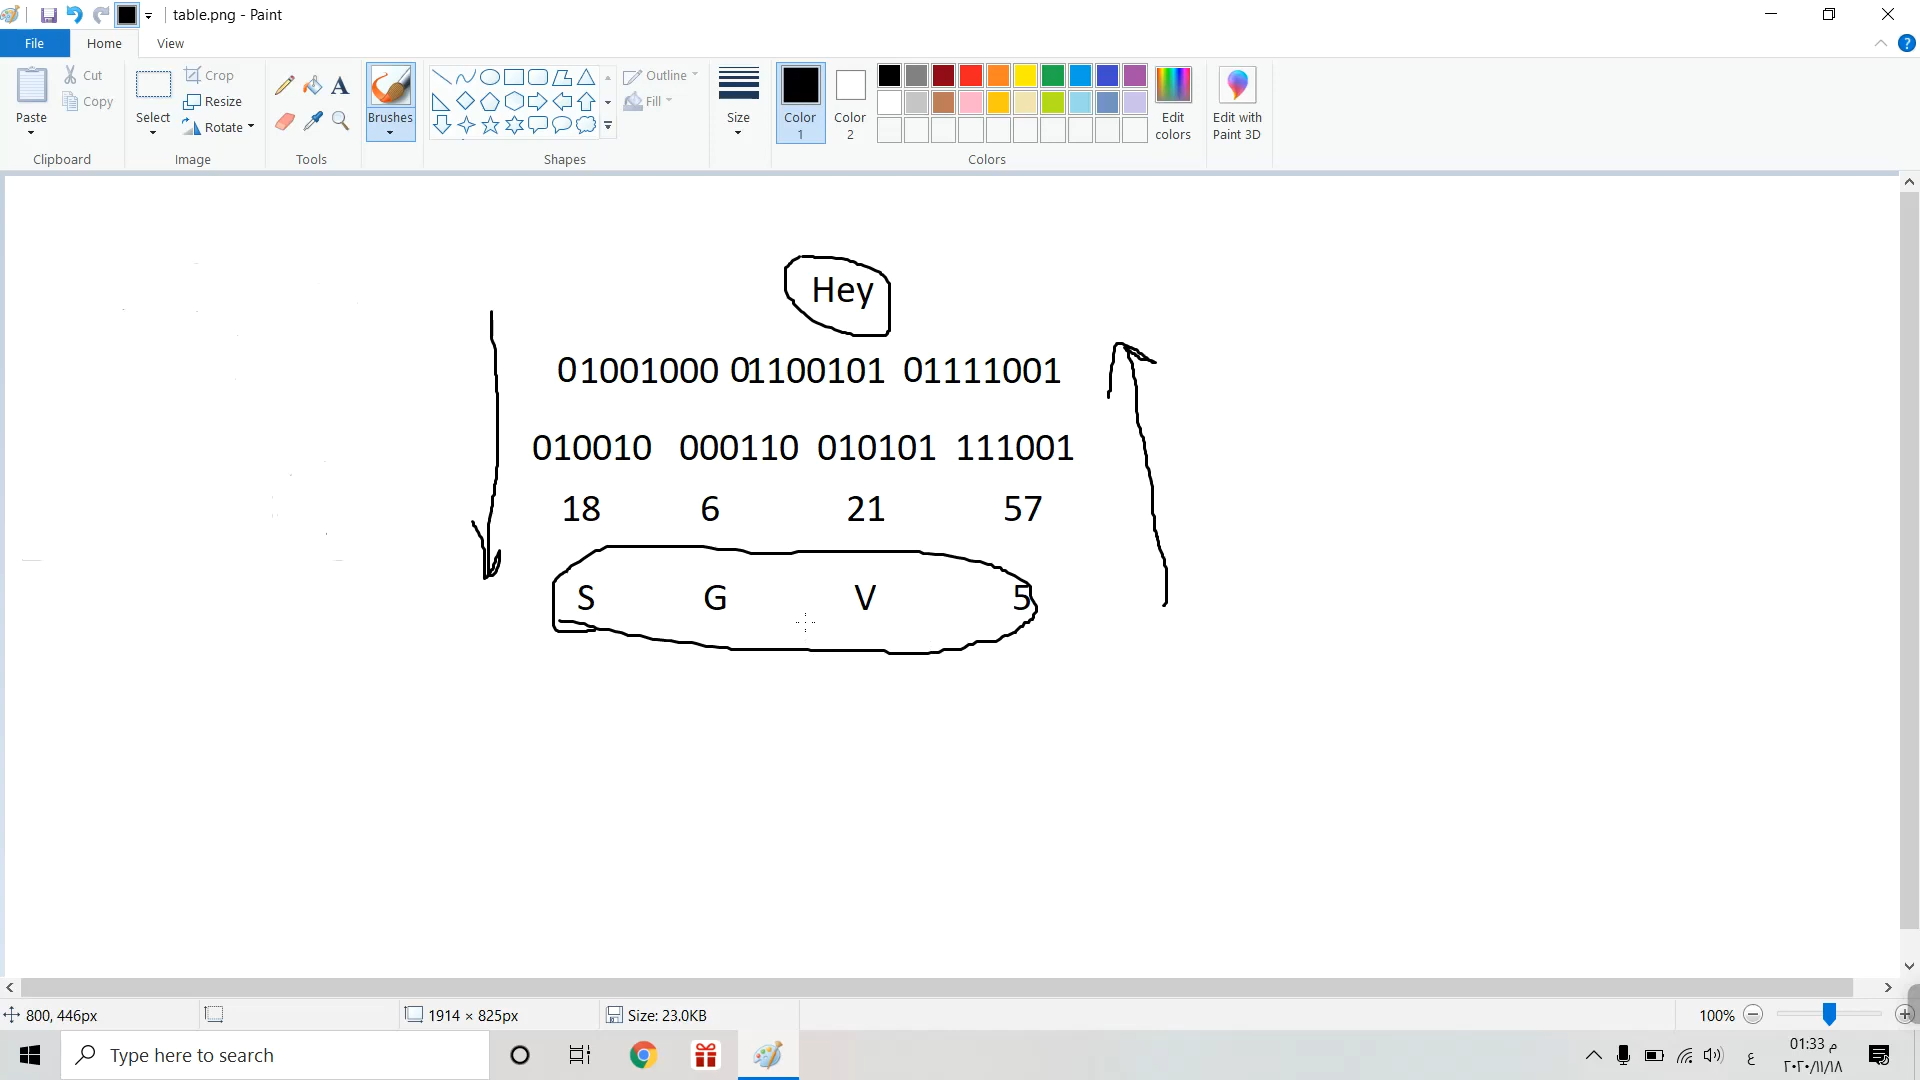 table.png - Paint
File Home View
Paste
Cut
Copy
Clipboard
Select
Crop
Resize
Rotate
Image
Tools
Brushes
Outline
Fill
Shapes
Size
Color 1
Color 2
Colors
Edit colors
Edit with Paint 3D
Hey
01001000 01100101 01111001
010010 000110 010101 111001
18 6 21 57
S G V 5
800, 446px
1914 × 825px
Size: 23.0KB
100%
Type here to search
ع
01:33 م
٢٠٢٠/١١/١٨